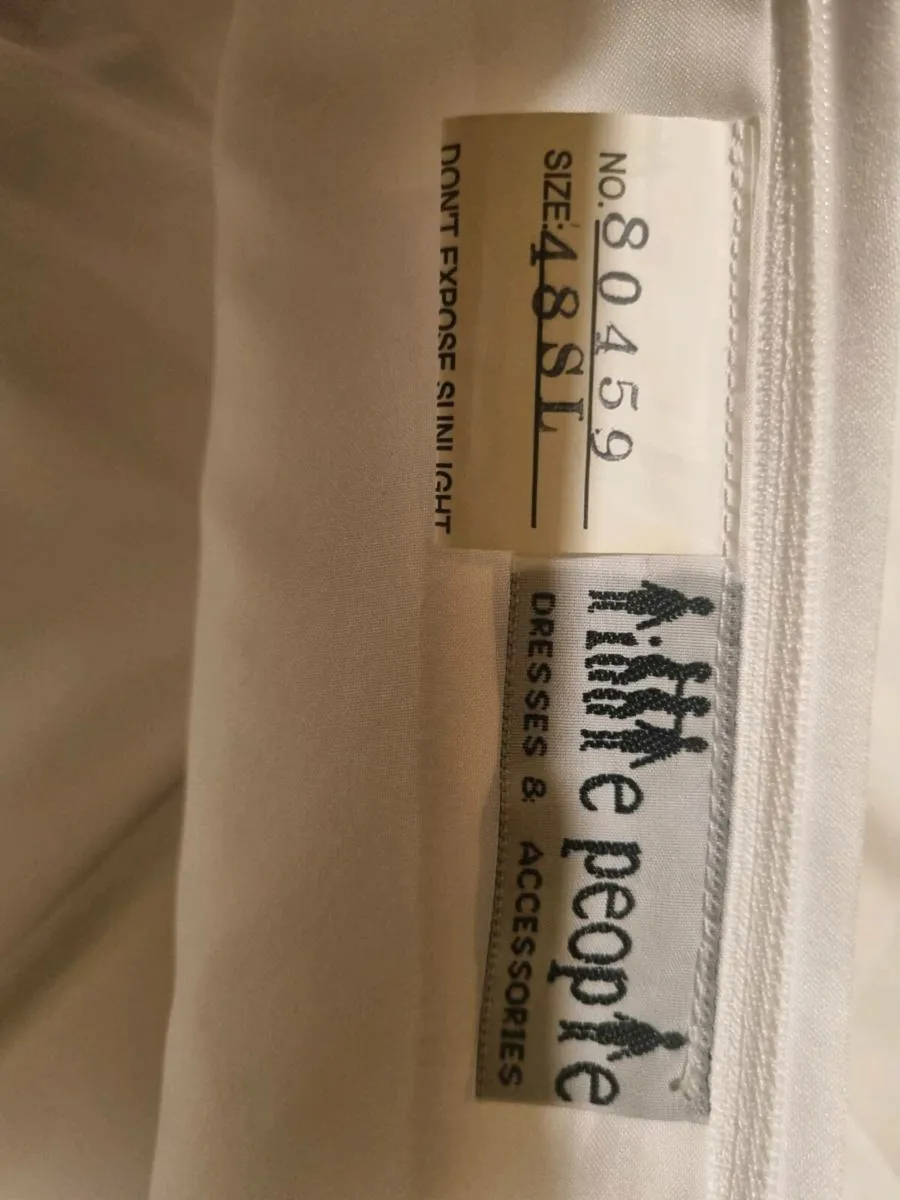 NO. 80459
SIZE: 48SL
DON'T EXPOSE SUNLIGHT
little people
DRESSES & ACCESSORIES